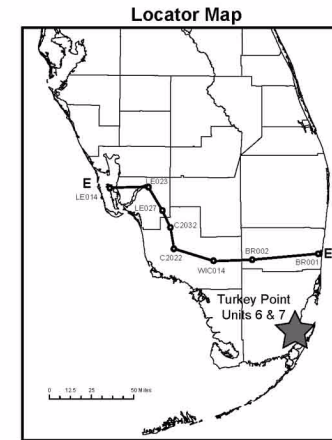 Locator Map
E
LE014
LE023
LE027
C2032
C2022
WIC014
BR002
BR001
E
Turkey Point
Units 6 & 7
0 12.5 25 50 Miles